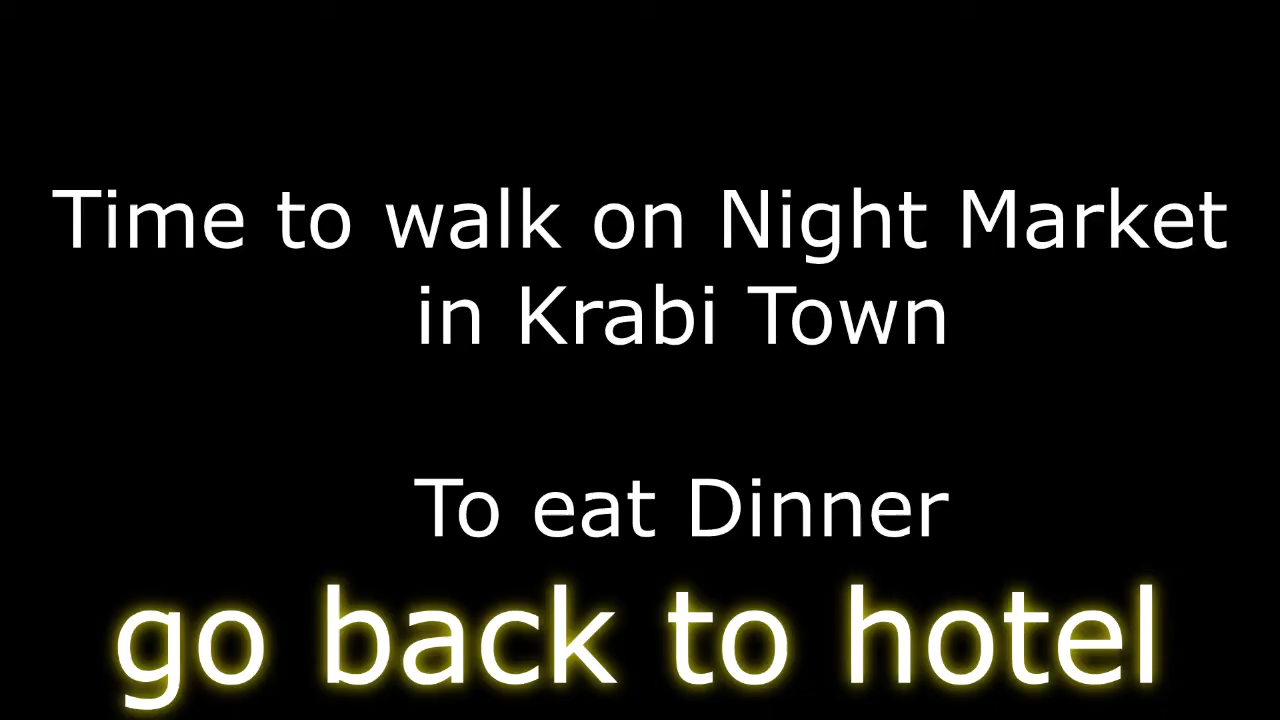 Time to walk on Night Market
in Krabi Town
To eat Dinner
go back to hotel